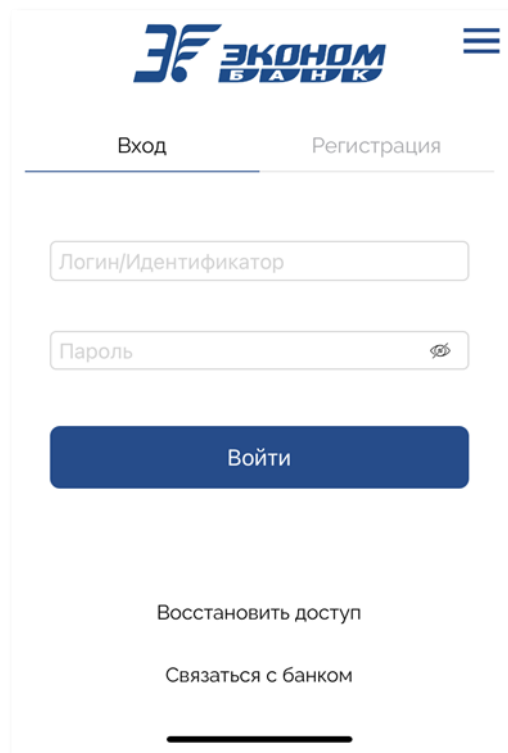 ЭКОНОМ
БАНК
Вход
Регистрация
Логин/Идентификатор
Пароль
Войти
Восстановить доступ
Связаться с банком